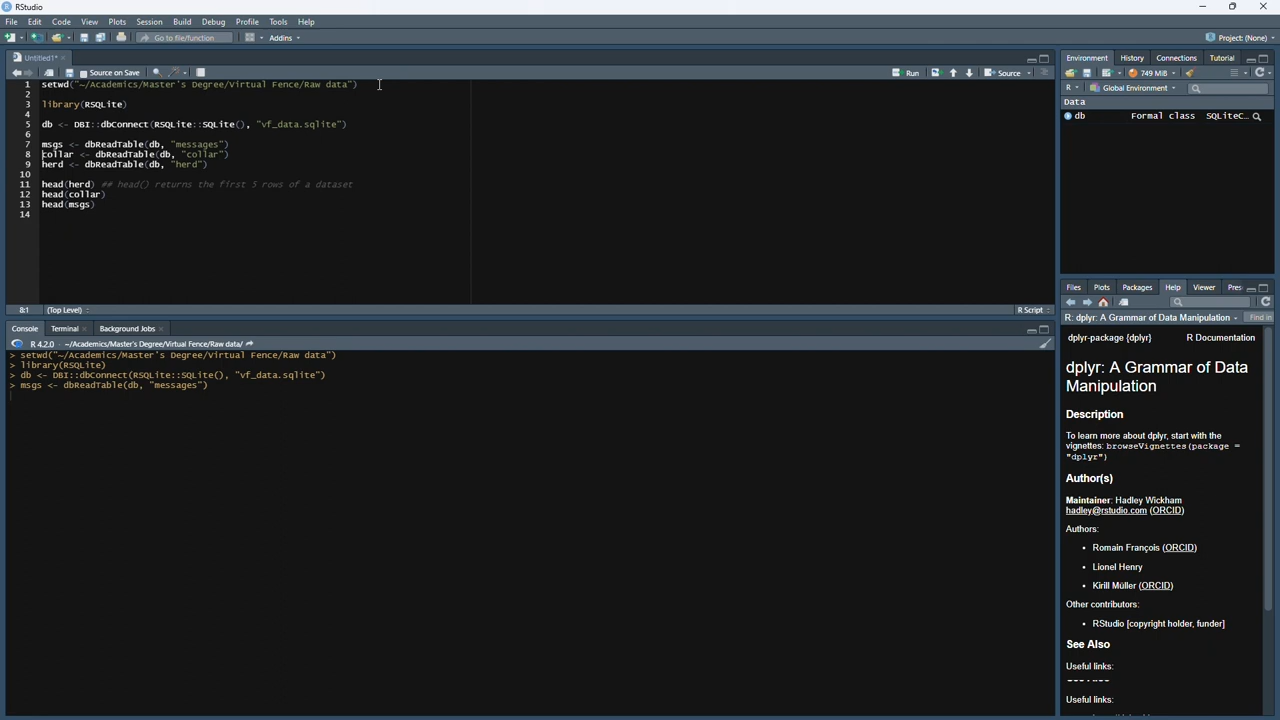 RStudio
File Edit Code View Plots Session Build Debug Profile Tools Help
Go to file/function Addins Project: (None)
Untitled1*
Source on Save Run Source
1 setwd("~/Academics/Master's Degree/Virtual Fence/Raw data")
2
3 library(RSQLite)
4
5 db <- DBI::dbConnect(RSQLite::SQLite(), "vf_data.sqlite")
6
7 msgs <- dbReadTable(db, "messages")
8 collar <- dbReadTable(db, "collar")
9 herd <- dbReadTable(db, "herd")
10
11 head(herd) ## head() returns the first 5 rows of a dataset
12 head(collar)
13 head(msgs)
14
8:1 (Top Level) R Script
Console Terminal Background Jobs
R 4.2.0 · ~/Academics/Master's Degree/Virtual Fence/Raw data/
> setwd("~/Academics/Master's Degree/Virtual Fence/Raw data")
> library(RSQLite)
> db <- DBI::dbConnect(RSQLite::SQLite(), "vf_data.sqlite")
> msgs <- dbReadTable(db, "messages")
Environment History Connections Tutorial
749 MiB
R Global Environment
Data
db Formal class SQLiteC…
Files Plots Packages Help Viewer Pres
R: dplyr: A Grammar of Data Manipulation Find in
dplyr-package {dplyr} R Documentation
dplyr: A Grammar of Data
Manipulation
Description
To learn more about dplyr, start with the
vignettes: browseVignettes(package =
"dplyr")
Author(s)
Maintainer: Hadley Wickham
hadley@rstudio.com (ORCID)
Authors:
• Romain François (ORCID)
• Lionel Henry
• Kirill Müller (ORCID)
Other contributors:
• RStudio [copyright holder, funder]
See Also
Useful links:
Useful links: